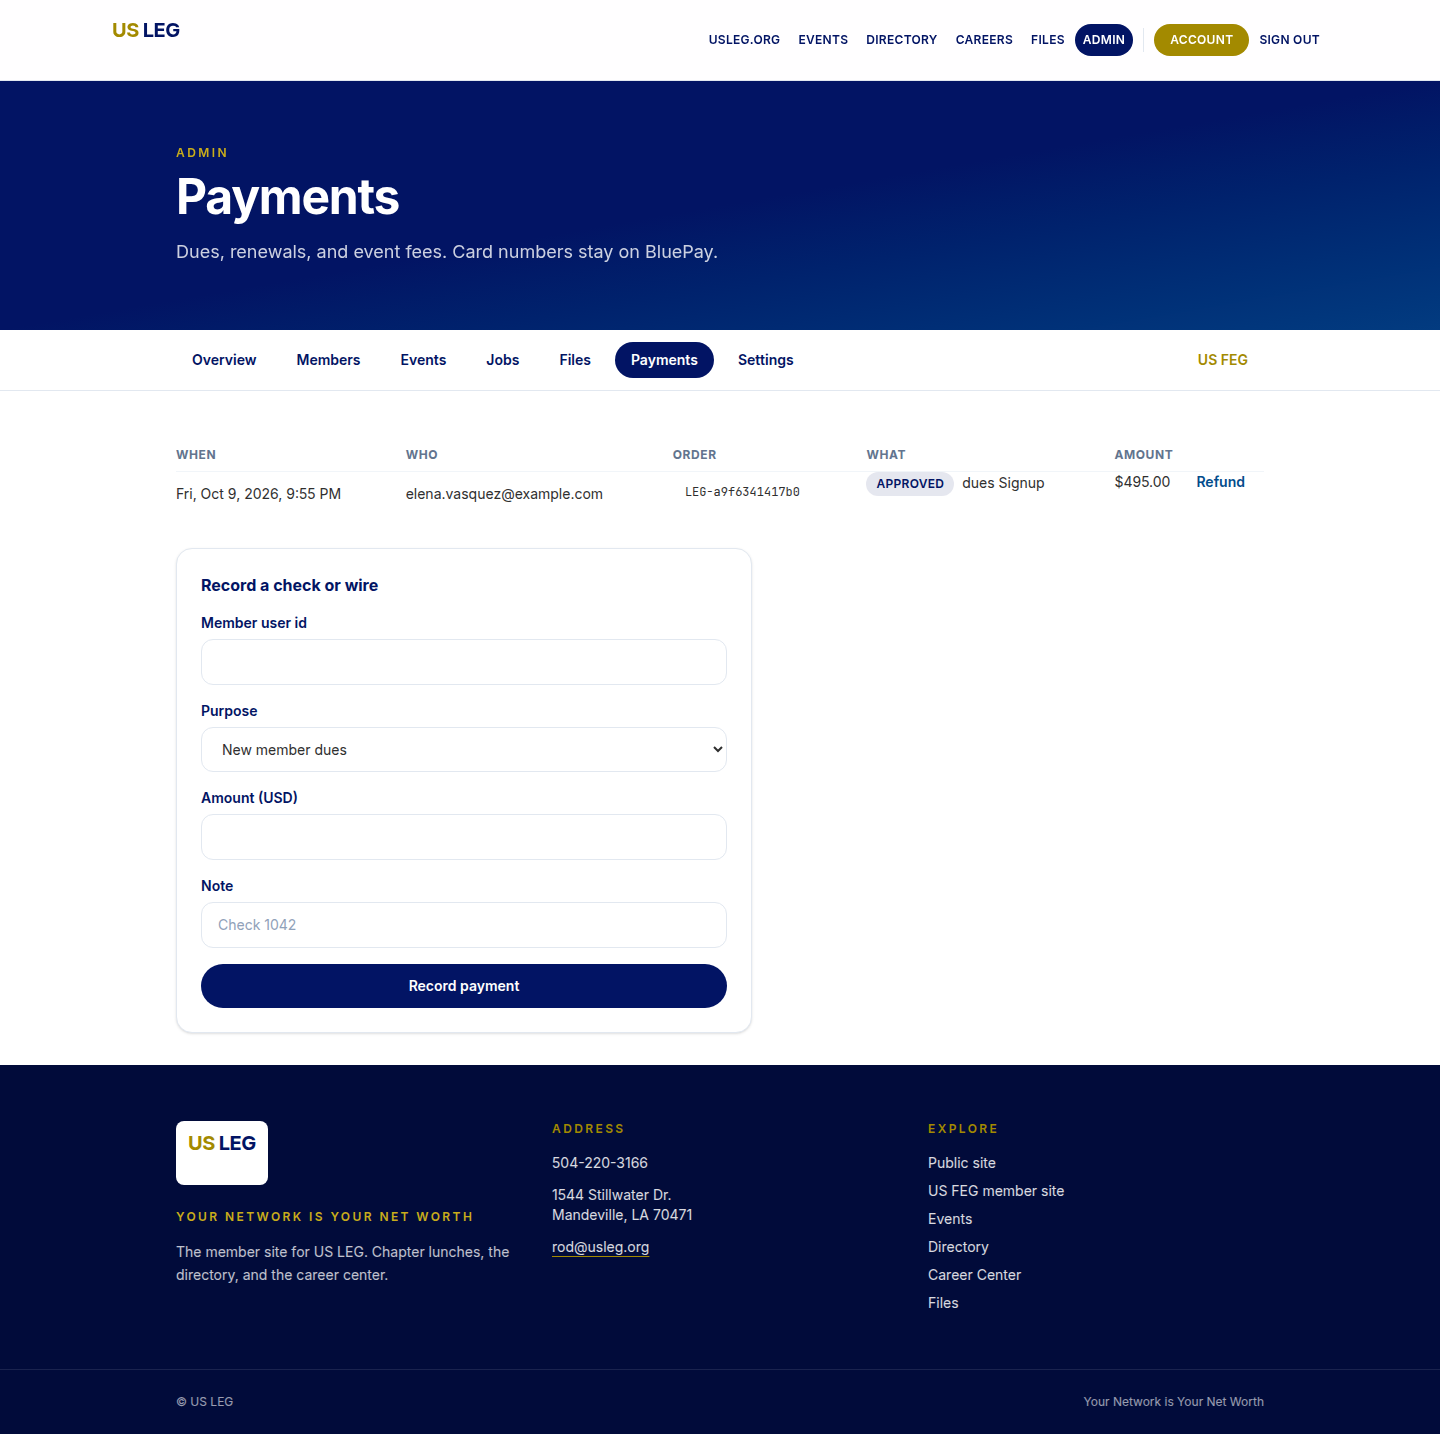 US LEG
USLEG.ORG EVENTS DIRECTORY CAREERS FILES ADMIN ACCOUNT SIGN OUT
ADMIN
Payments
Dues, renewals, and event fees. Card numbers stay on BluePay.
Overview Members Events Jobs Files Payments Settings US FEG
WHEN WHO ORDER WHAT AMOUNT
Fri, Oct 9, 2026, 9:55 PM elena.vasquez@example.com LEG-a9f6341417b0 APPROVED dues Signup $495.00 Refund
Record a check or wire
Member user id
Purpose
New member dues
Amount (USD)
Note
Check 1042
Record payment
US LEG
YOUR NETWORK IS YOUR NET WORTH
The member site for US LEG. Chapter lunches, the
directory, and the career center.
ADDRESS
504-220-3166
1544 Stillwater Dr.
Mandeville, LA 70471
rod@usleg.org
EXPLORE
Public site
US FEG member site
Events
Directory
Career Center
Files
© US LEG
Your Network is Your Net Worth